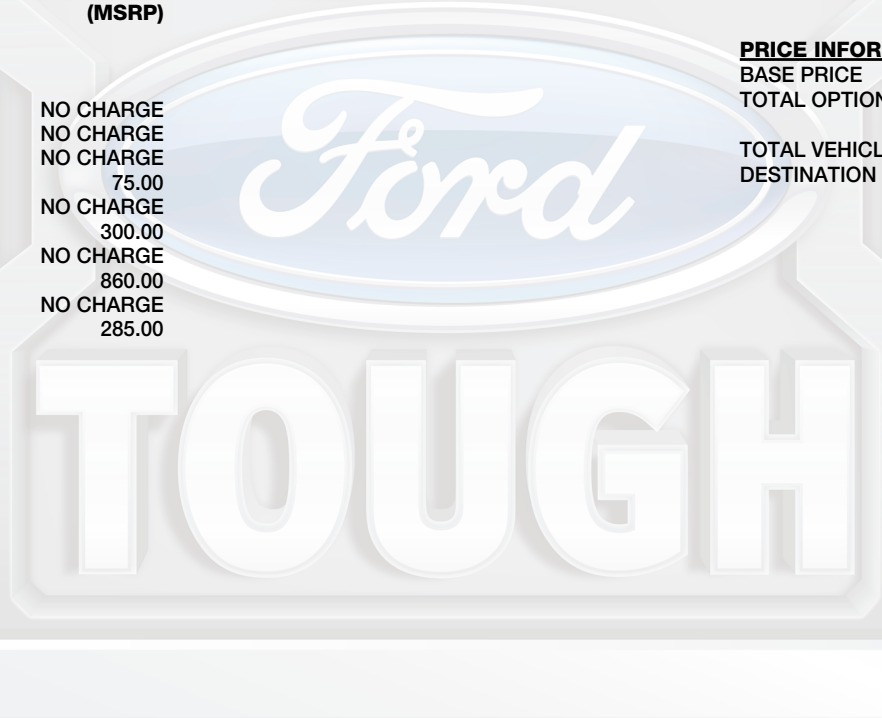 (MSRP)
NO CHARGE
NO CHARGE
NO CHARGE
75.00
NO CHARGE
300.00
NO CHARGE
860.00
NO CHARGE
285.00
PRICE INFOR
BASE PRICE
TOTAL OPTION
TOTAL VEHICL
DESTINATION
Ford
TOUGH